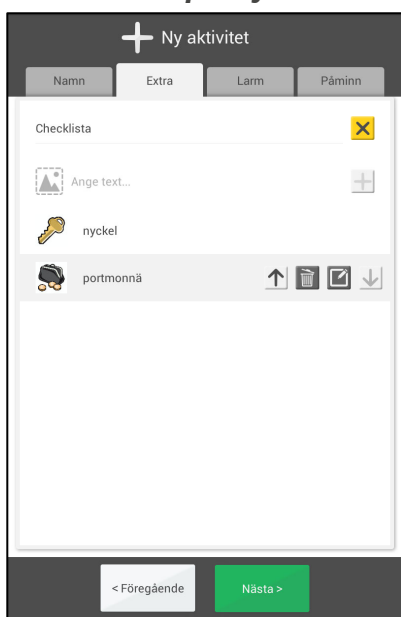 Ny aktivitet
Namn Extra Larm Påminn
Checklista
Ange text...
nyckel
portmonnä
< Föregående Nästa >